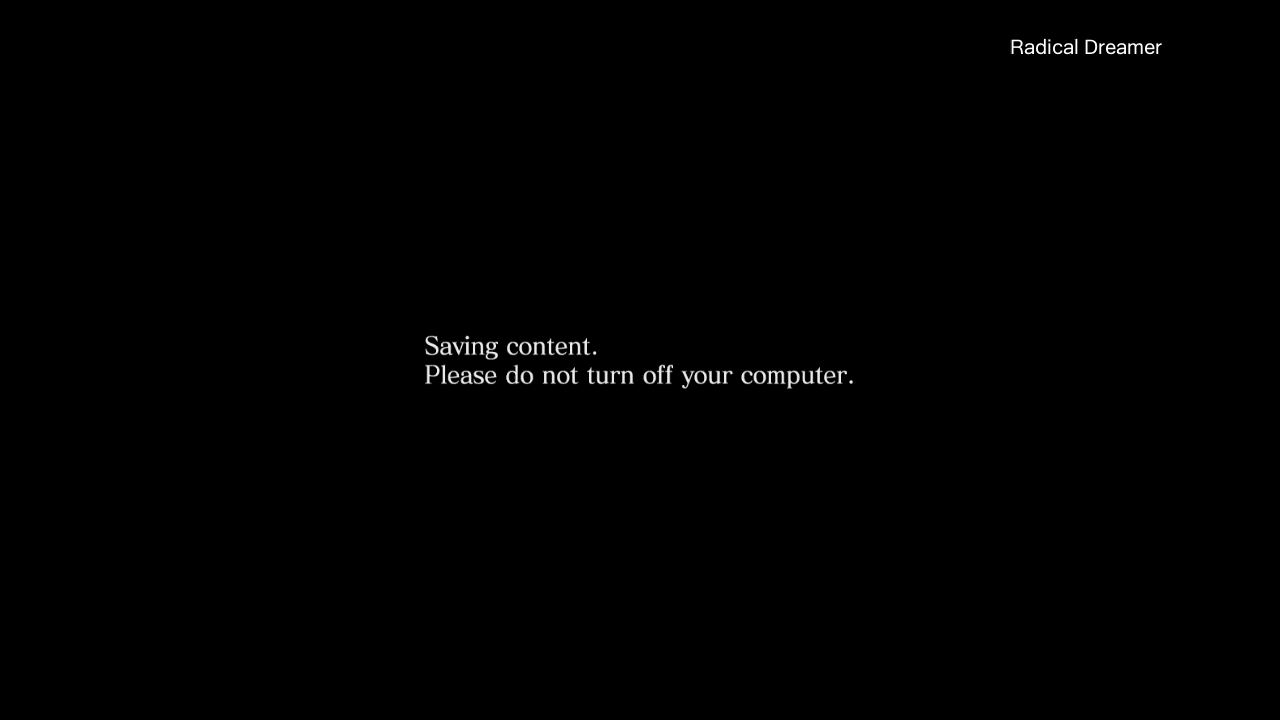 Radical Dreamer
Saving content.
Please do not turn off your computer.